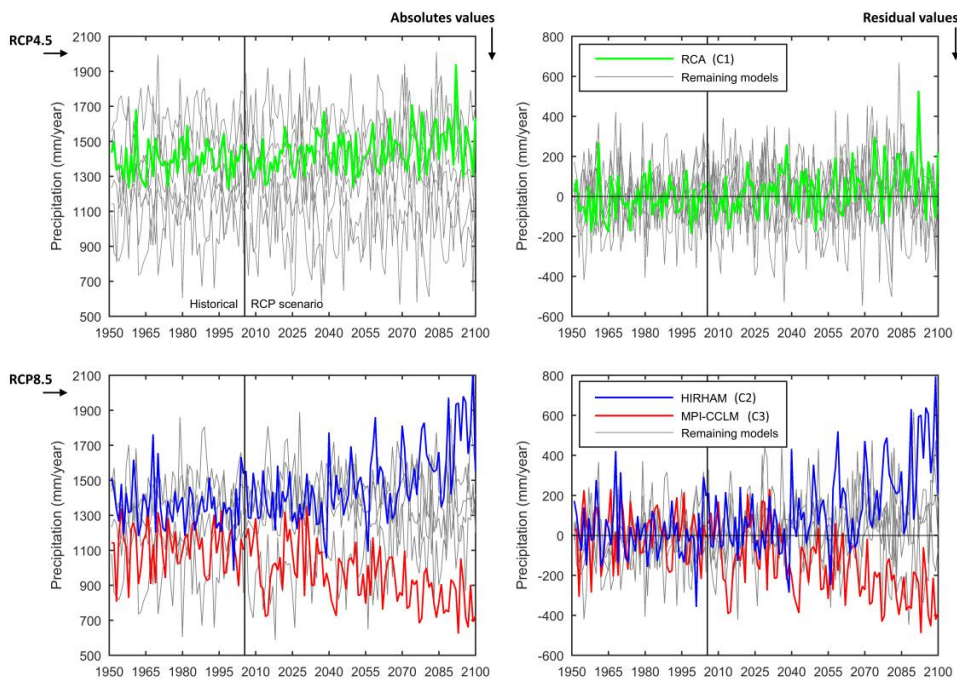 Absolutes values
Residual values
RCP4.5
2100
1900
1700
1500
1300
1100
900
700
500
Precipitation (mm/year)
Historical
RCP scenario
1950 1965 1980 1995 2010 2025 2040 2055 2070 2085 2100
800
600
400
200
0
-200
-400
-600
Precipitation (mm/year)
RCA (C1)
Remaining models
1950 1965 1980 1995 2010 2025 2040 2055 2070 2085 2100
RCP8.5
2100
1900
1700
1500
1300
1100
900
700
500
Precipitation (mm/year)
1950 1965 1980 1995 2010 2025 2040 2055 2070 2085 2100
800
600
400
200
0
-200
-400
-600
Precipitation (mm/year)
HIRHAM (C2)
MPI-CCLM (C3)
Remaining models
1950 1965 1980 1995 2010 2025 2040 2055 2070 2085 2100